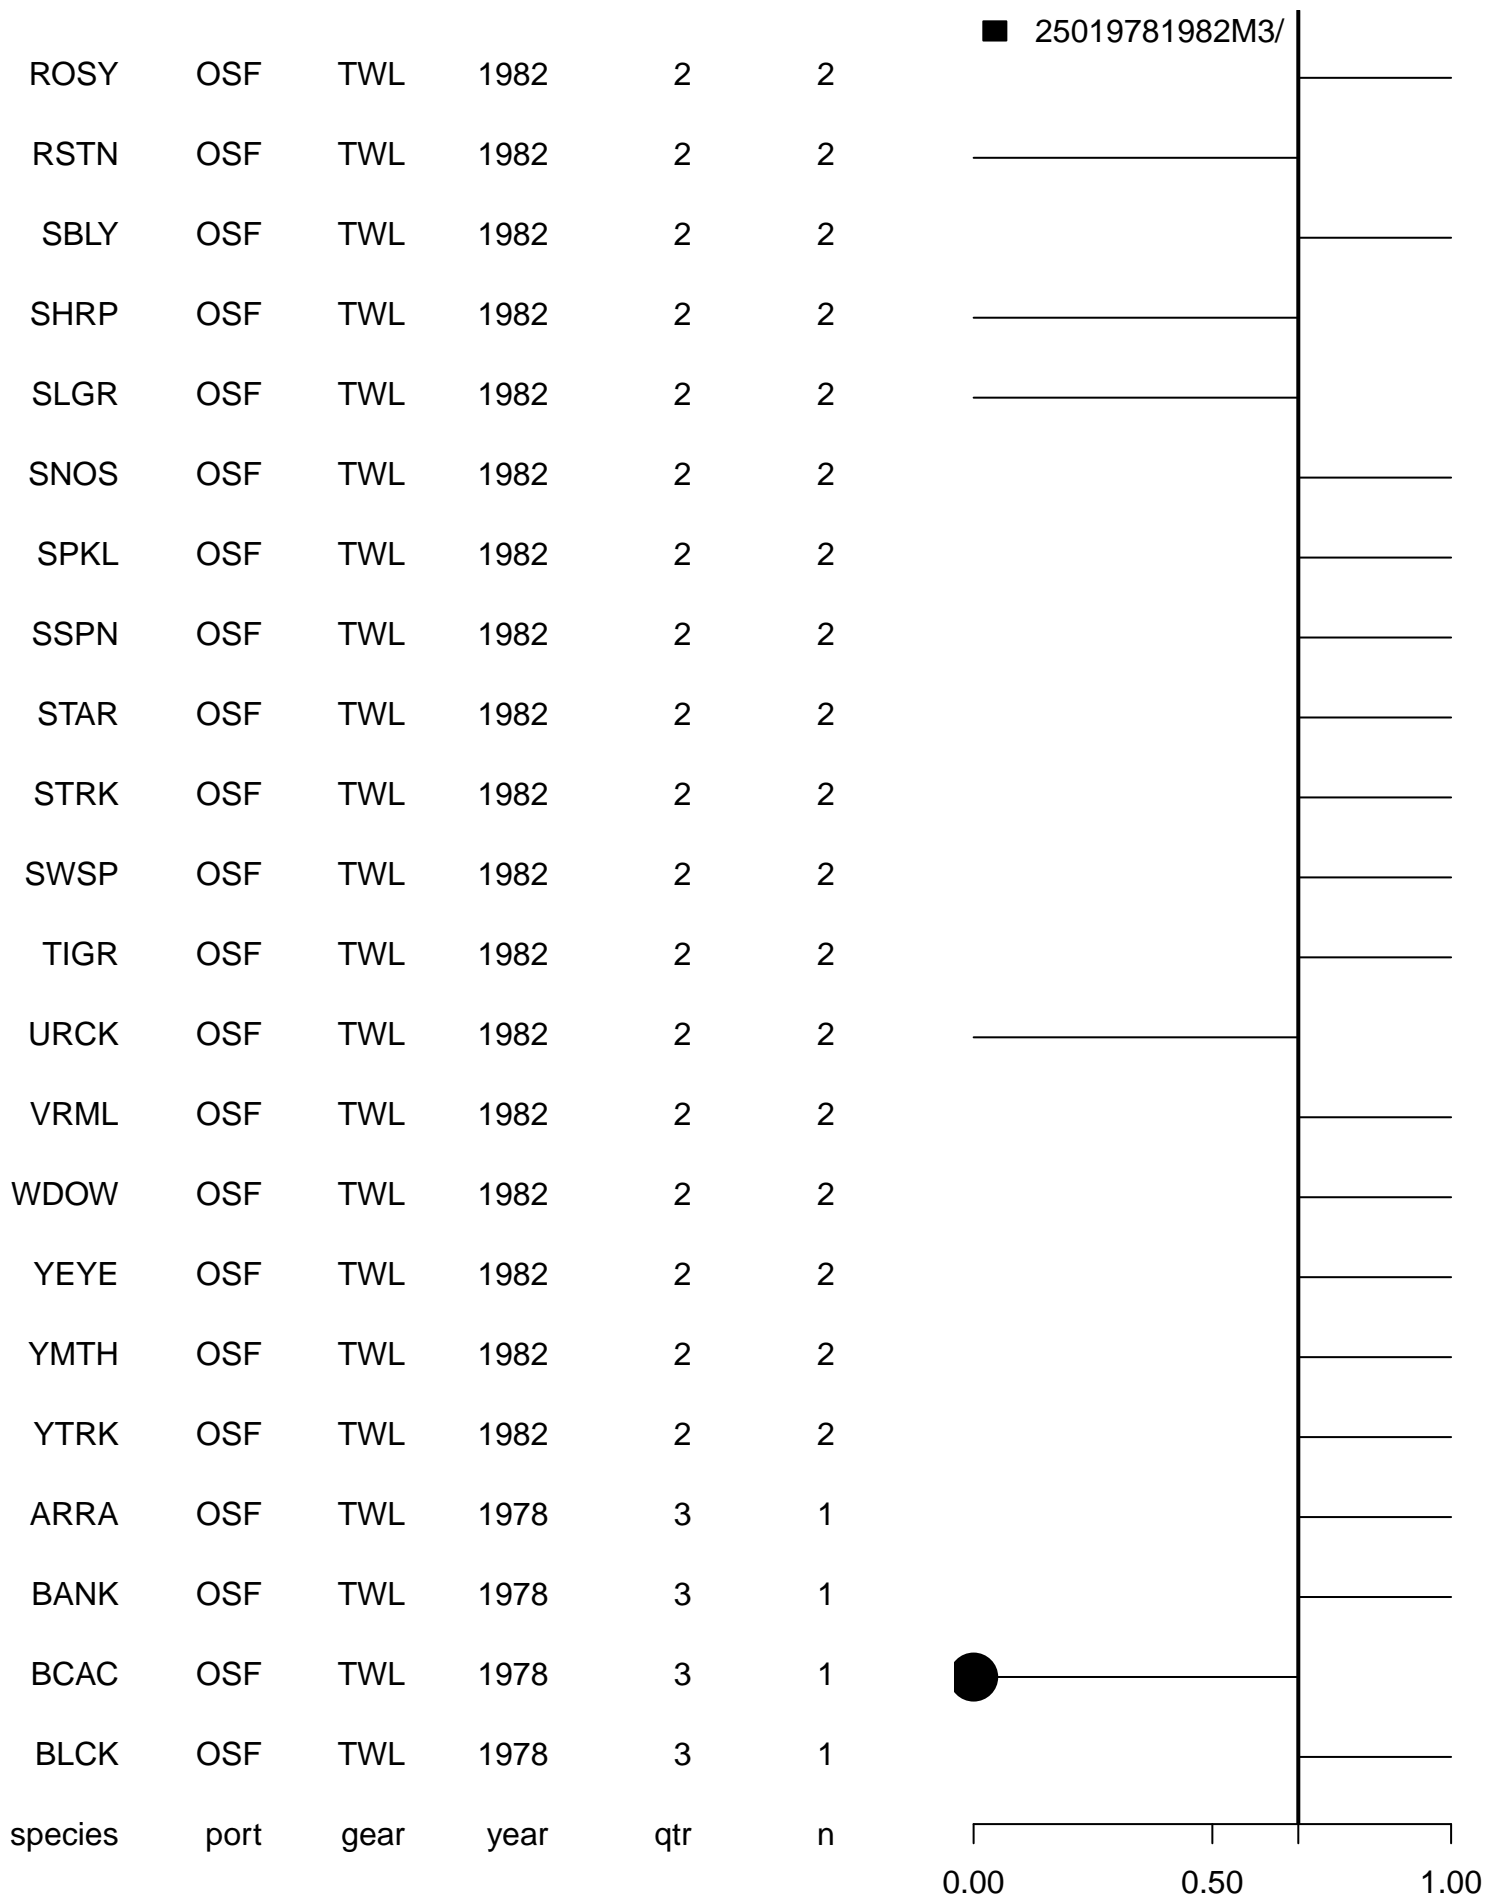 25019781982M3/
ROSY OSF TWL 1982 2 2
RSTN OSF TWL 1982 2 2
SBLY OSF TWL 1982 2 2
SHRP OSF TWL 1982 2 2
SLGR OSF TWL 1982 2 2
SNOS OSF TWL 1982 2 2
SPKL OSF TWL 1982 2 2
SSPN OSF TWL 1982 2 2
STAR OSF TWL 1982 2 2
STRK OSF TWL 1982 2 2
SWSP OSF TWL 1982 2 2
TIGR OSF TWL 1982 2 2
URCK OSF TWL 1982 2 2
VRML OSF TWL 1982 2 2
WDOW OSF TWL 1982 2 2
YEYE OSF TWL 1982 2 2
YMTH OSF TWL 1982 2 2
YTRK OSF TWL 1982 2 2
ARRA OSF TWL 1978 3 1
BANK OSF TWL 1978 3 1
BCAC OSF TWL 1978 3 1
BLCK OSF TWL 1978 3 1
species port gear year qtr n
0.00 0.50 1.00